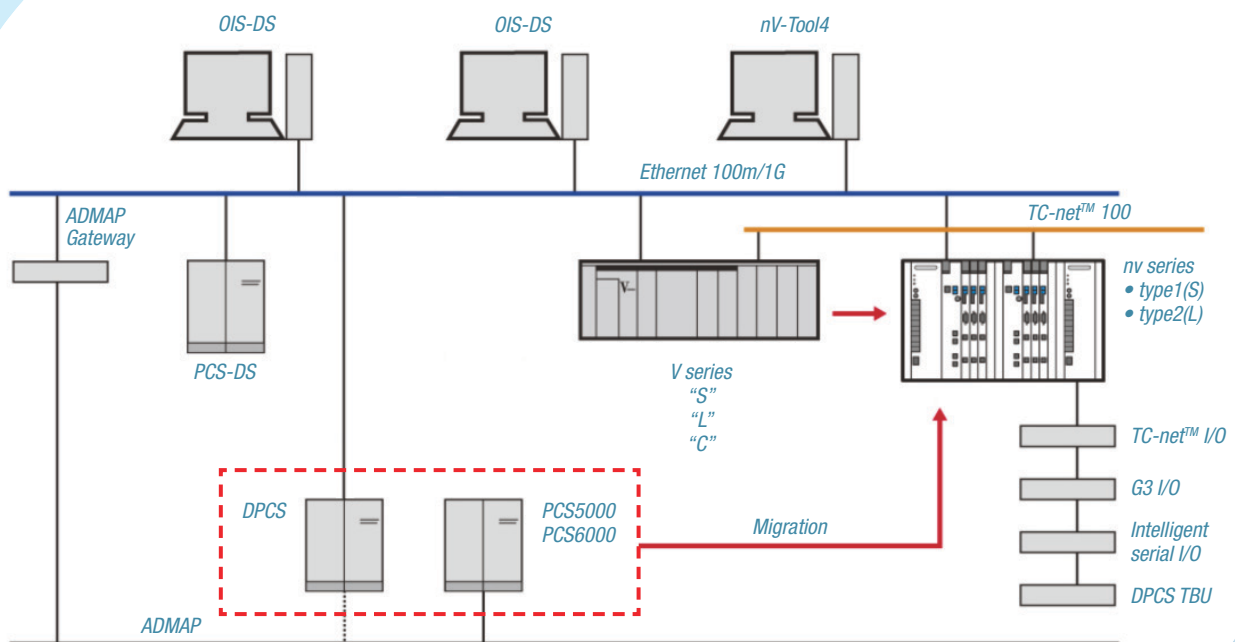 OIS-DS
OIS-DS
nV-Tool4
Ethernet 100m/1G
ADMAP
Gateway
TC-net™ 100
PCS-DS
V
V series
“S”
“L”
“C”
nv series
• type1(S)
• type2(L)
TC-net™ I/O
G3 I/O
Intelligent
serial I/O
DPCS TBU
DPCS
PCS5000
PCS6000
Migration
ADMAP